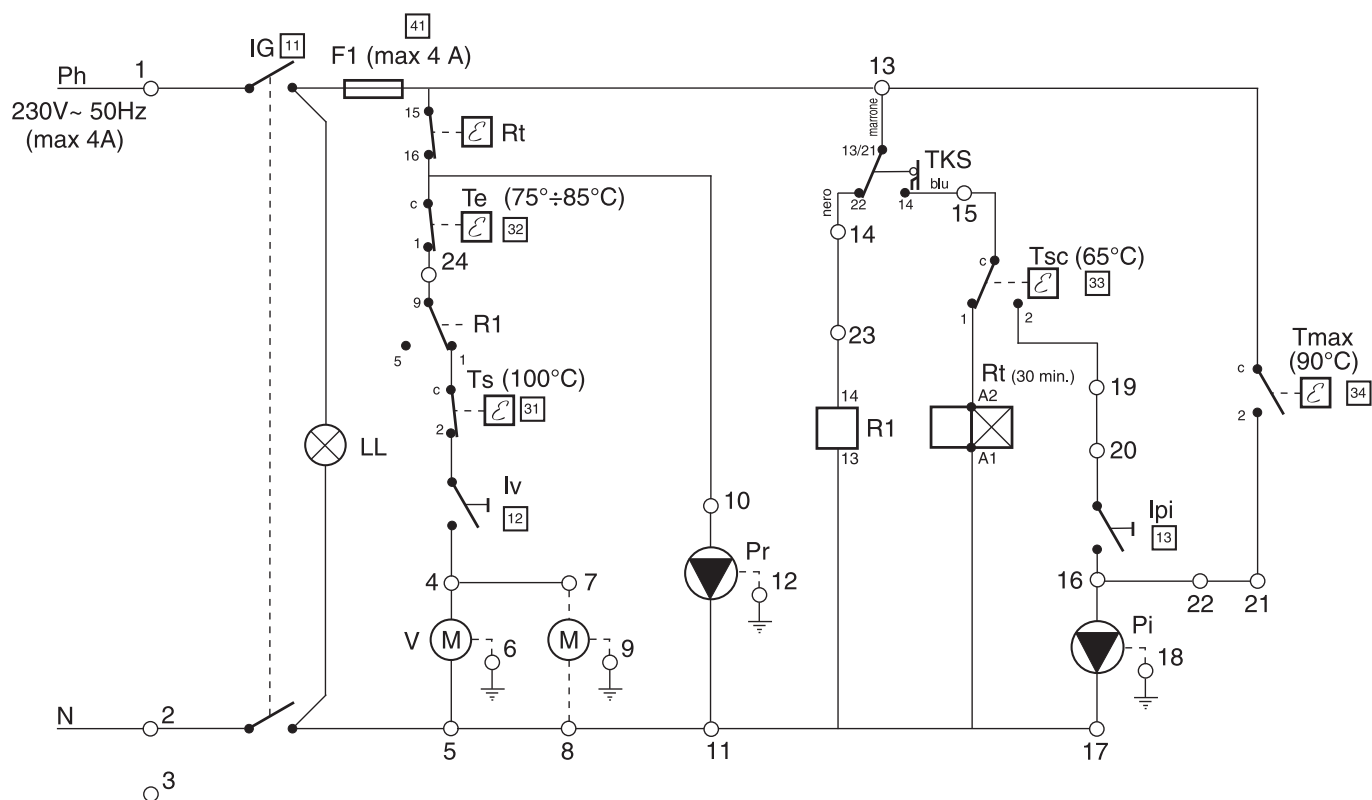 41
IG 11
F1 (max 4 A)
13
Ph
1
230V~ 50Hz
(max 4A)
15
Rt
16
marrone
13/21
TKS
blu
22
14
15
nero
14
Te (75°÷85°C)
c
32
1
24
c
Tsc (65°C)
33
1
2
9
R1
5
1
23
Tmax
(90°C)
c
34
2
Ts (100°C)
c
31
2
Rt (30 min.)
A2
A1
14
R1
13
19
20
LL
Iv
12
10
Ipi
13
4
7
Pr
12
16
22
21
V
M
6
M
9
Pi
18
N
2
5
8
11
17
3